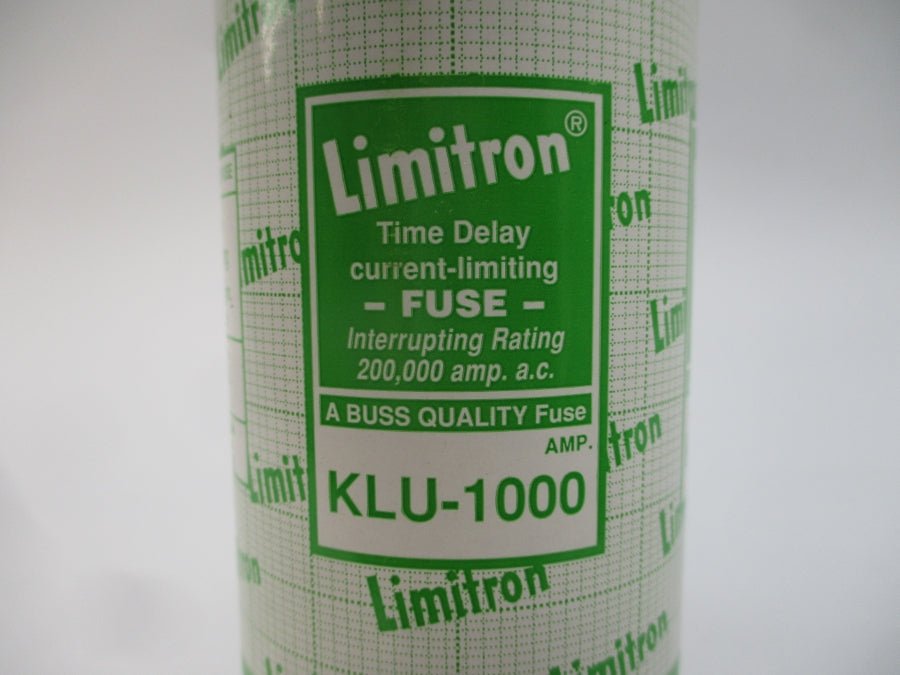 Limitron®
Time Delay
current-limiting
– FUSE –
Interrupting Rating
200,000 amp. a.c.
A BUSS QUALITY Fuse
AMP.
KLU-1000
Limitron